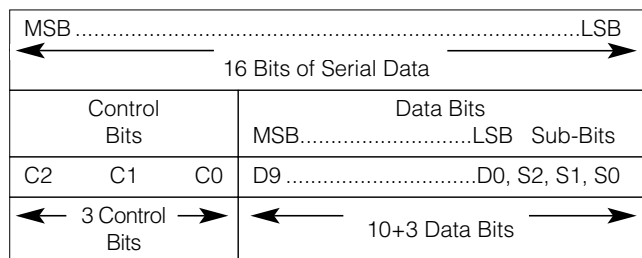 MSB ................................................................LSB
16 Bits of Serial Data
Control
Bits
Data Bits
MSB..........................LSB Sub-Bits
C2 C1 C0
D9 ................................D0, S2, S1, S0
3 Control
Bits
10+3 Data Bits